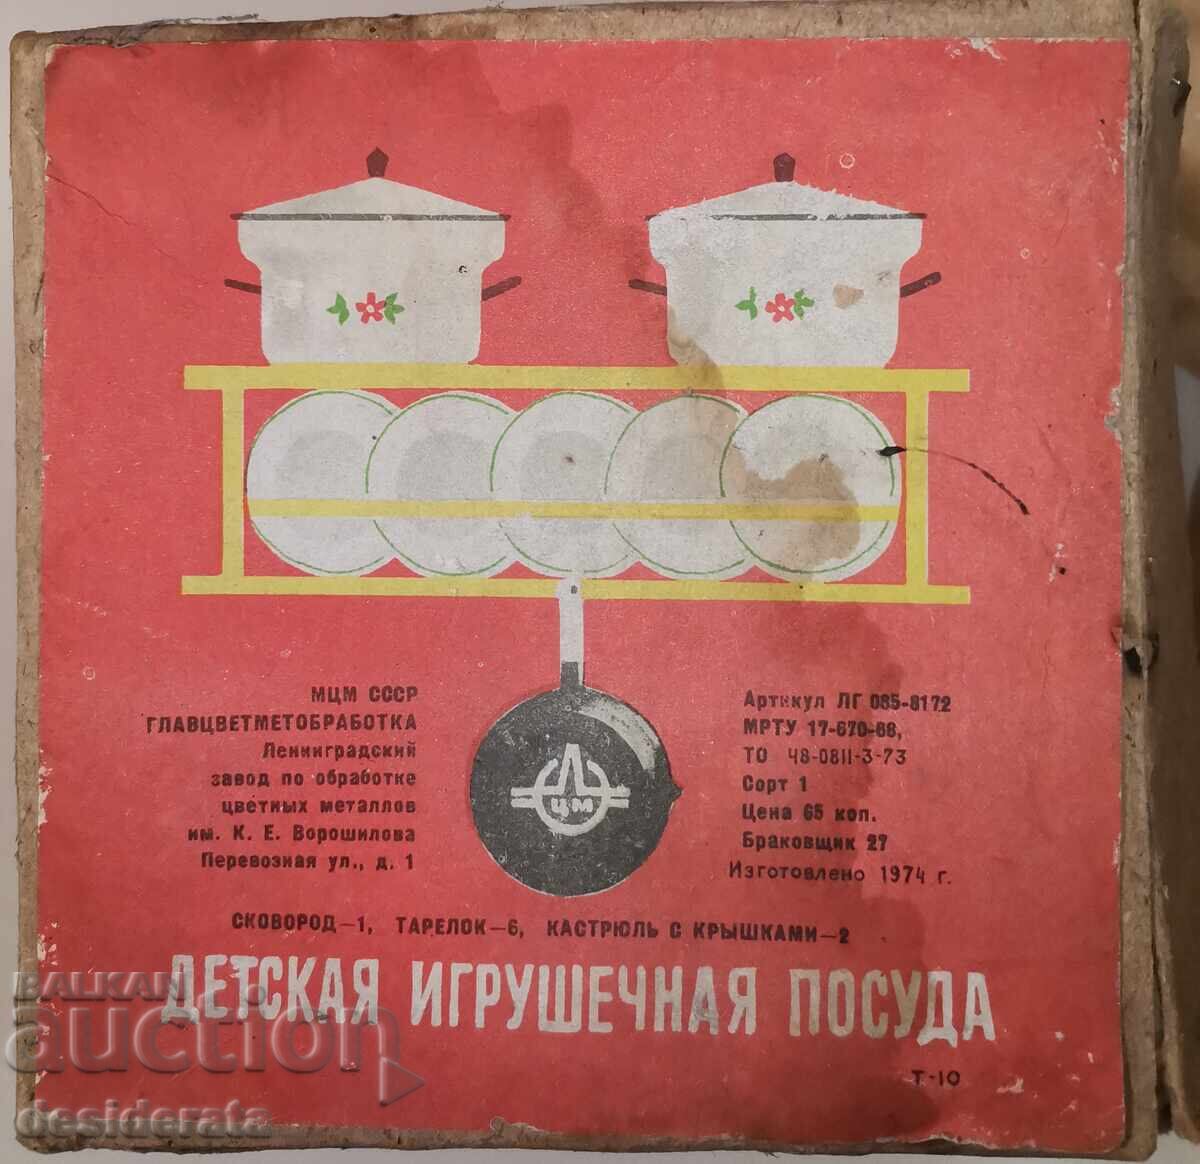 МЦМ СССР
ГЛАВЦВЕТМЕТОБРАБОТКА
Ленинградский
завод по обработке
цветных металлов
им. К. Е. Ворошилова
Перевозная ул., д. 1
Артикул ЛГ 085-8172
МРТУ 17-670-68,
ТО 48-0811-3-73
Сорт 1
Цена 65 коп.
Браковщик 27
Изготовлено 1974 г.
Л
ЦМ
СКОВОРОД—1, ТАРЕЛОК—6, КАСТРЮЛЬ С КРЫШКАМИ—2
ДЕТСКАЯ ИГРУШЕЧНАЯ ПОСУДА
Т-10
BALKAN
auction
desiderata